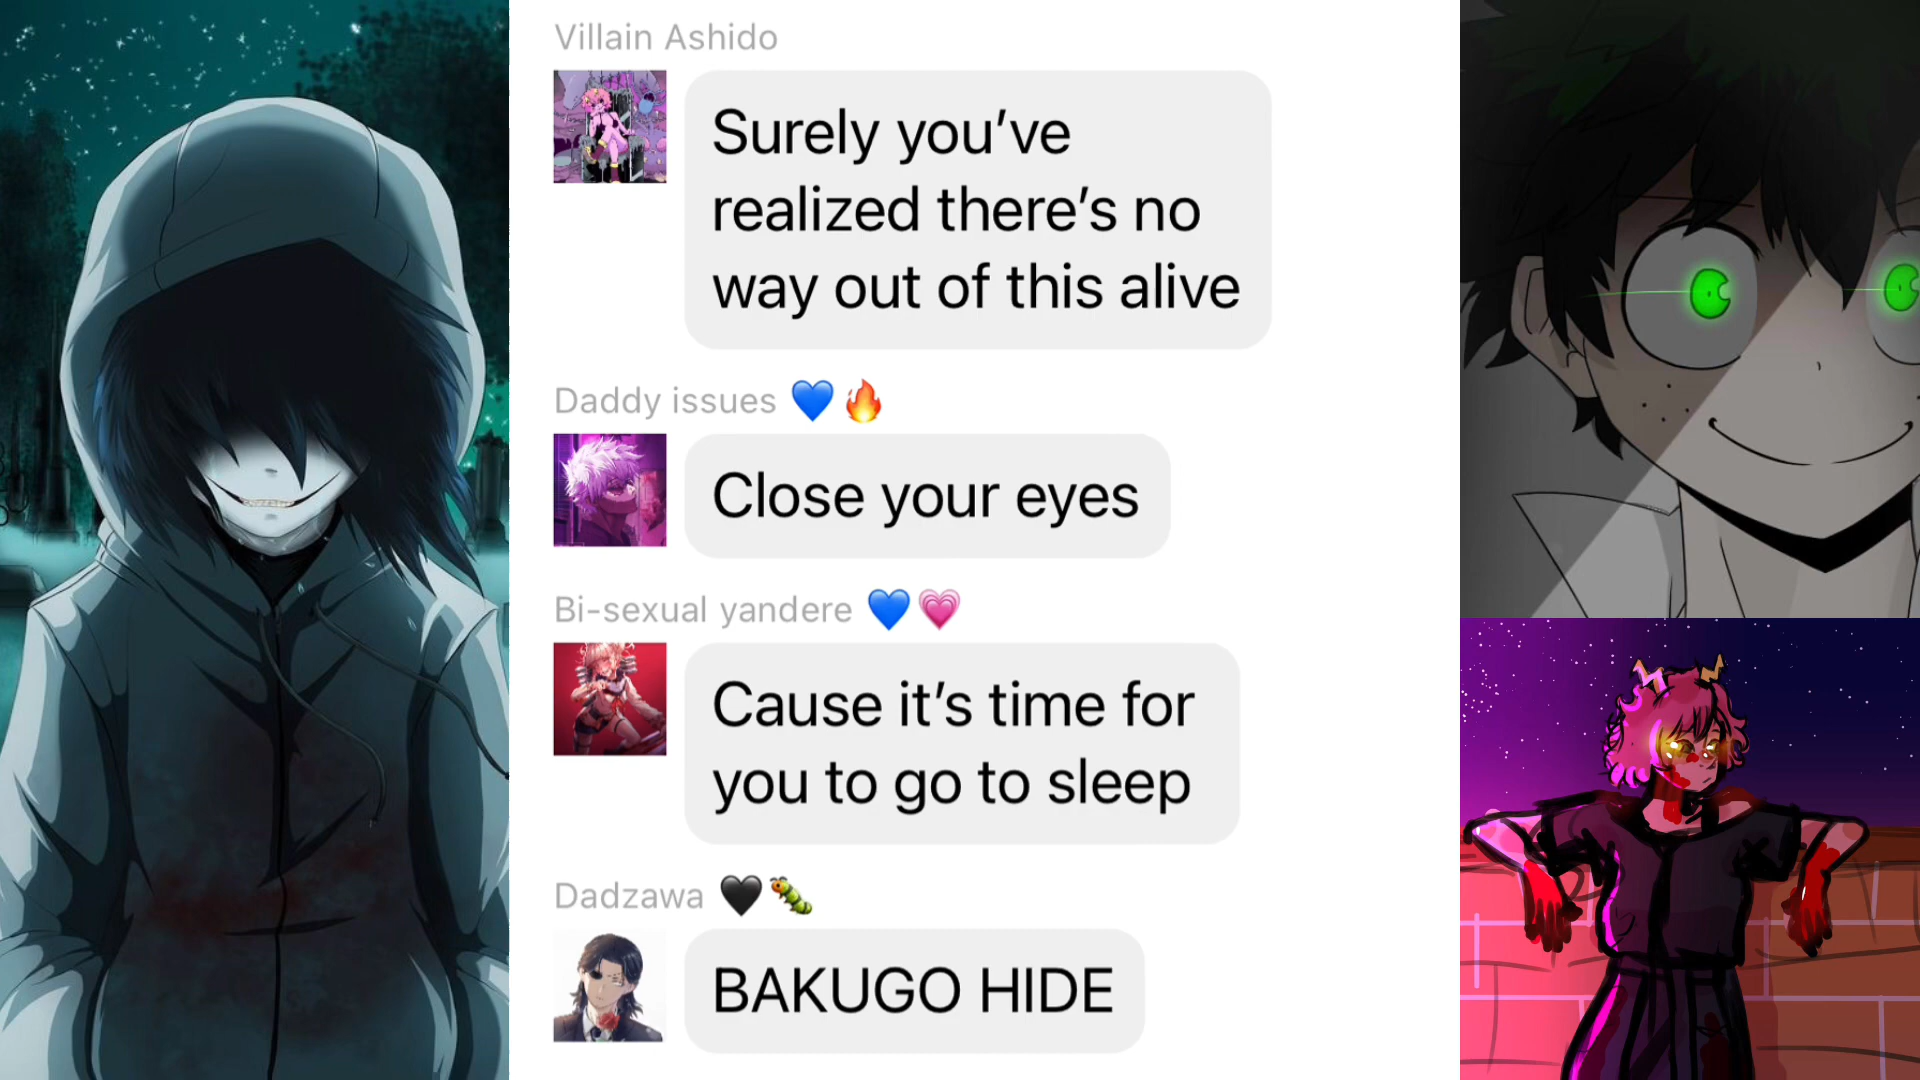 Villain Ashido
Surely you’ve
realized there’s no
way out of this alive
Daddy issues 💙🔥
Close your eyes
Bi-sexual yandere 💙💗
Cause it’s time for
you to go to sleep
Dadzawa 🖤🐛
BAKUGO HIDE